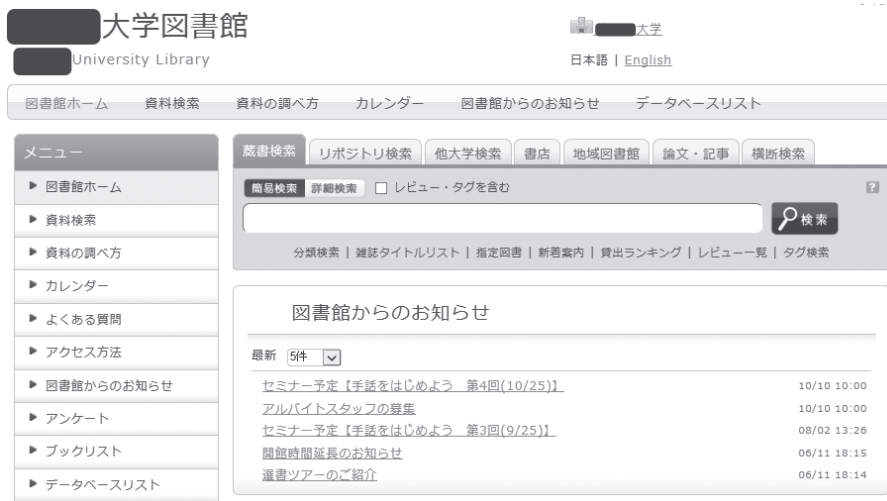 大学図書館
University Library
大学
日本語 | English
図書館ホーム 資料検索 資料の調べ方 カレンダー 図書館からのお知らせ データベースリスト
メニュー
図書館ホーム
資料検索
資料の調べ方
カレンダー
よくある質問
アクセス方法
図書館からのお知らせ
アンケート
ブックリスト
データベースリスト
蔵書検索 リポジトリ検索 他大学検索 書店 地域図書館 論文・記事 横断検索
簡易検索 詳細検索 レビュー・タグを含む ?
検索
分類検索 | 雑誌タイトルリスト | 指定図書 | 新着案内 | 貸出ランキング | レビュー一覧 | タグ検索
図書館からのお知らせ
最新 5件
セミナー予定【手話をはじめよう 第4回(10/25)】 10/10 10:00
アルバイトスタッフの募集 10/10 10:00
セミナー予定【手話をはじめよう 第3回(9/25)】 08/02 13:26
開館時間延長のお知らせ 06/11 18:15
選書ツアーのご紹介 06/11 18:14